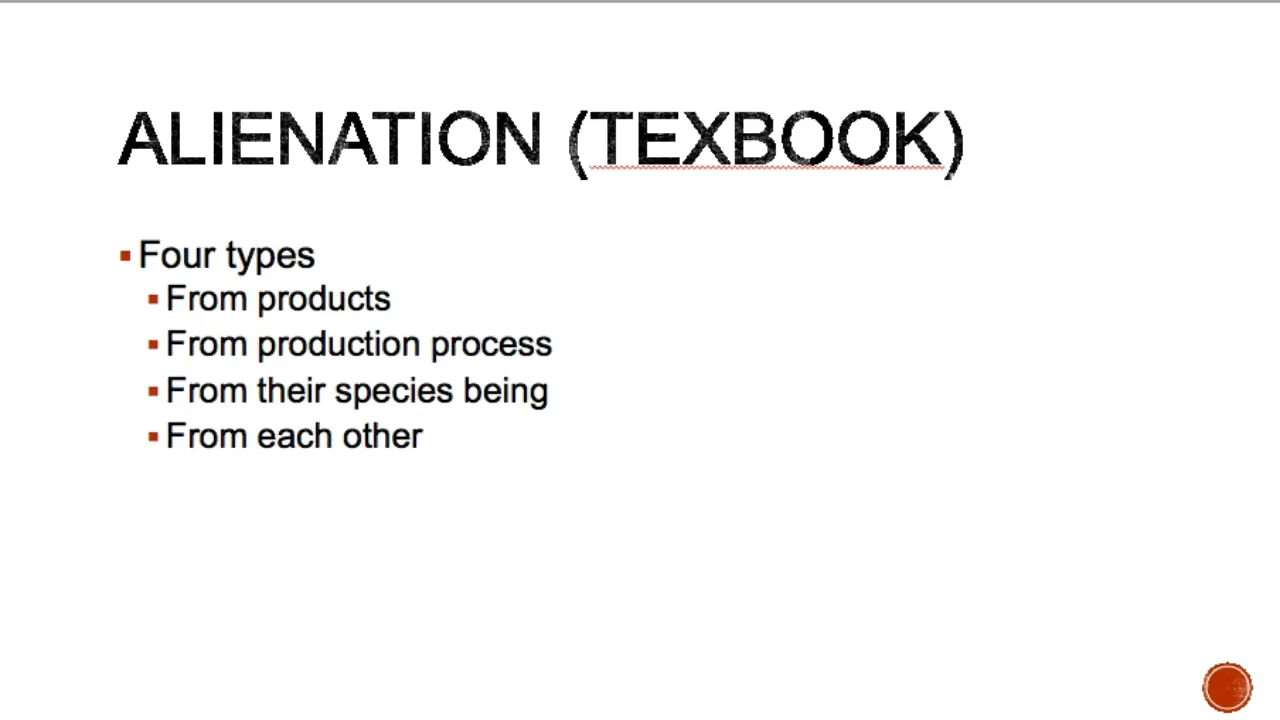 ALIENATION (TEXBOOK)
Four types
From products
From production process
From their species being
From each other